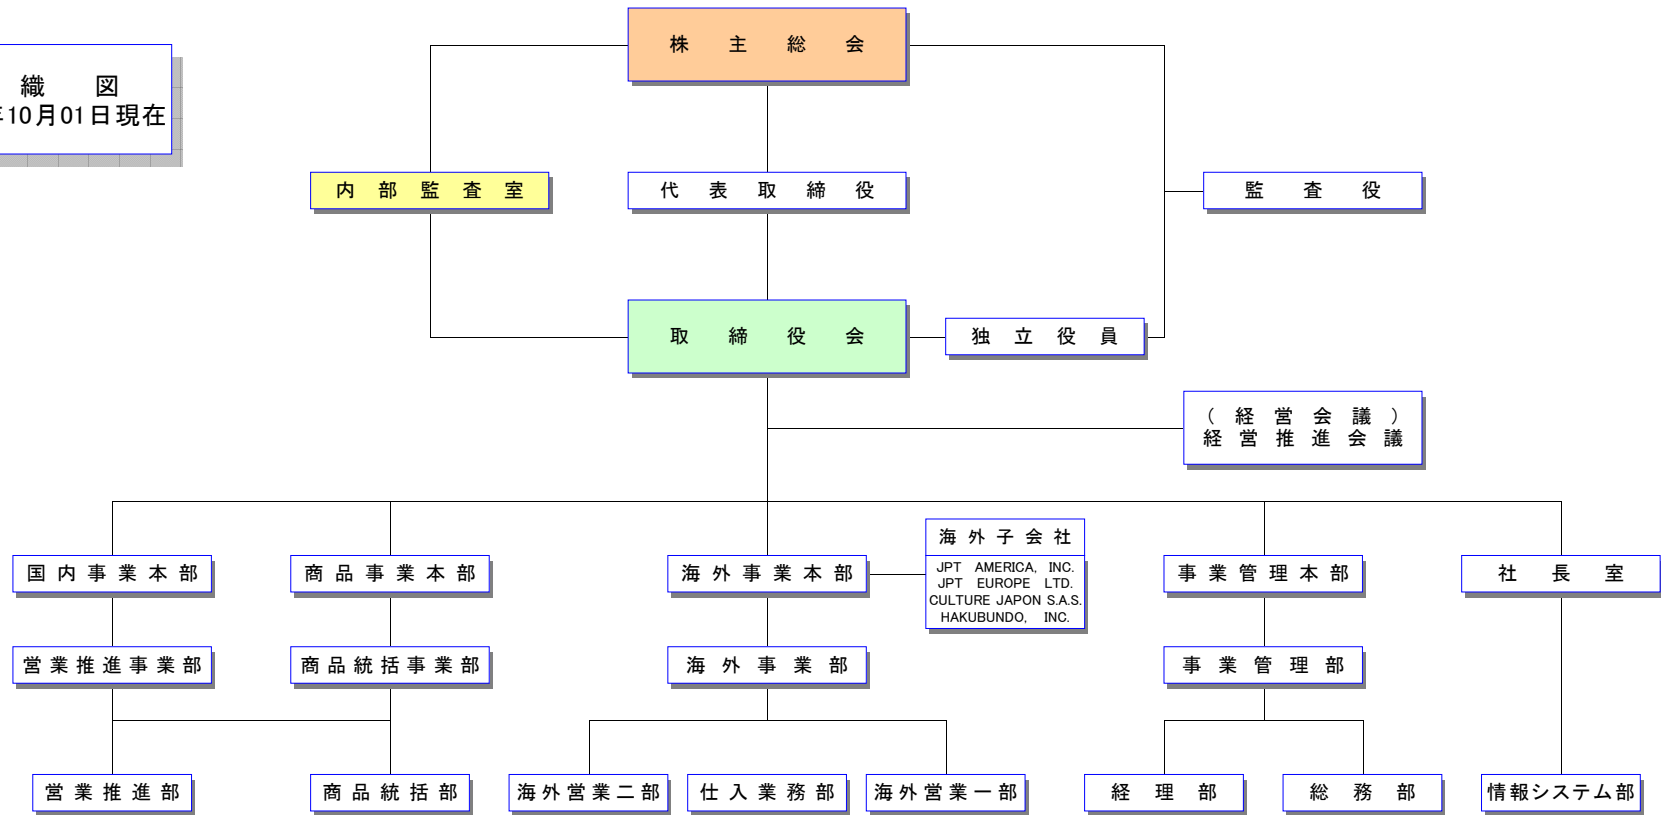 株主総会
織図
年10月01日現在
内部監査室
代表取締役
監査役
取締役会
独立役員
(経営会議)
経営推進会議
海外子会社
JPT AMERICA, INC.
JPT EUROPE LTD.
CULTURE JAPON S.A.S.
HAKUBUNDO, INC.
国内事業本部
商品事業本部
海外事業本部
事業管理本部
社長室
営業推進事業部
商品統括事業部
海外事業部
事業管理部
営業推進部
商品統括部
海外営業二部
仕入業務部
海外営業一部
経理部
総務部
情報システム部